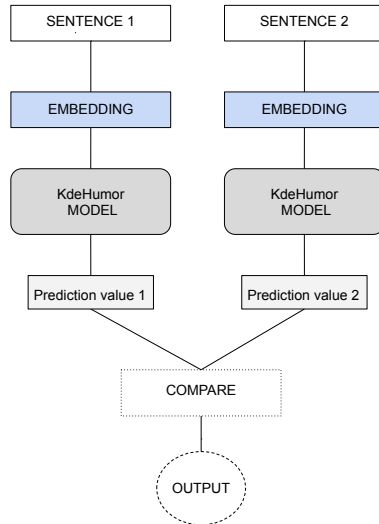 SENTENCE 1
SENTENCE 2
EMBEDDING
EMBEDDING
KdeHumor
MODEL
KdeHumor
MODEL
Prediction value 1
Prediction value 2
COMPARE
OUTPUT